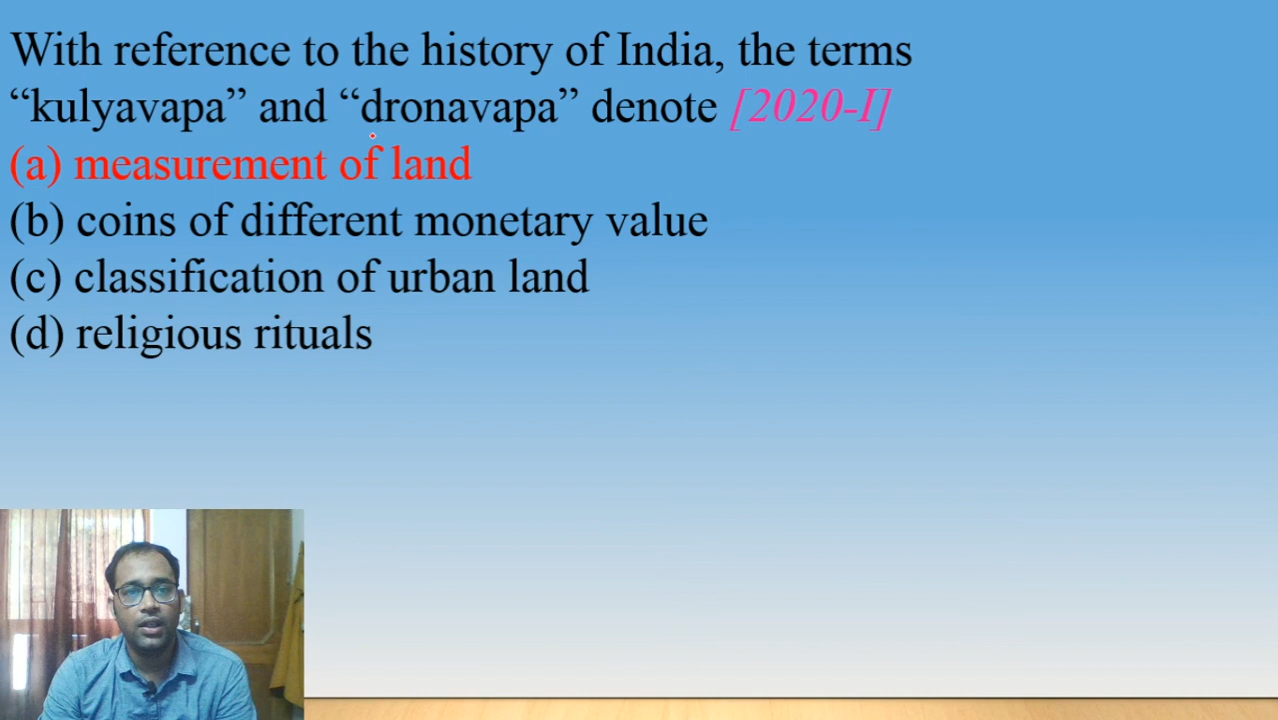 With reference to the history of India, the terms
“kulyavapa” and “dronavapa” denote [2020-I]
(a) measurement of land
(b) coins of different monetary value
(c) classification of urban land
(d) religious rituals